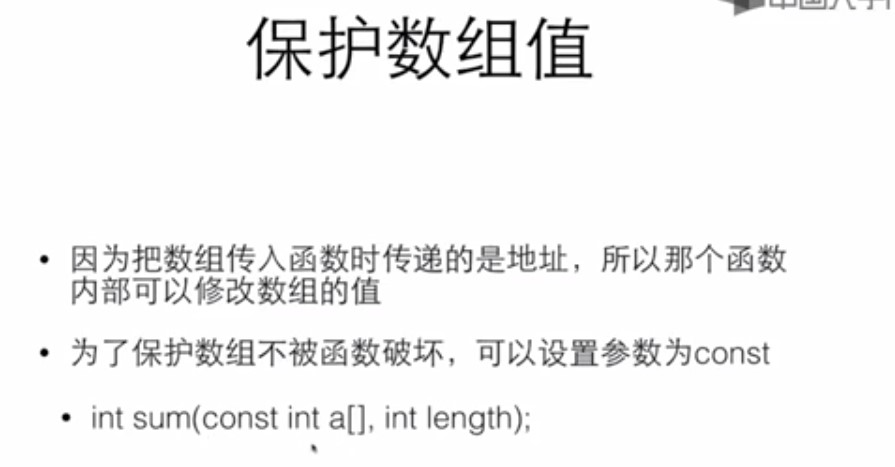 保护数组值
• 因为把数组传入函数时传递的是地址，所以那个函数
内部可以修改数组的值
• 为了保护数组不被函数破坏，可以设置参数为const
• int sum(const int a[], int length);